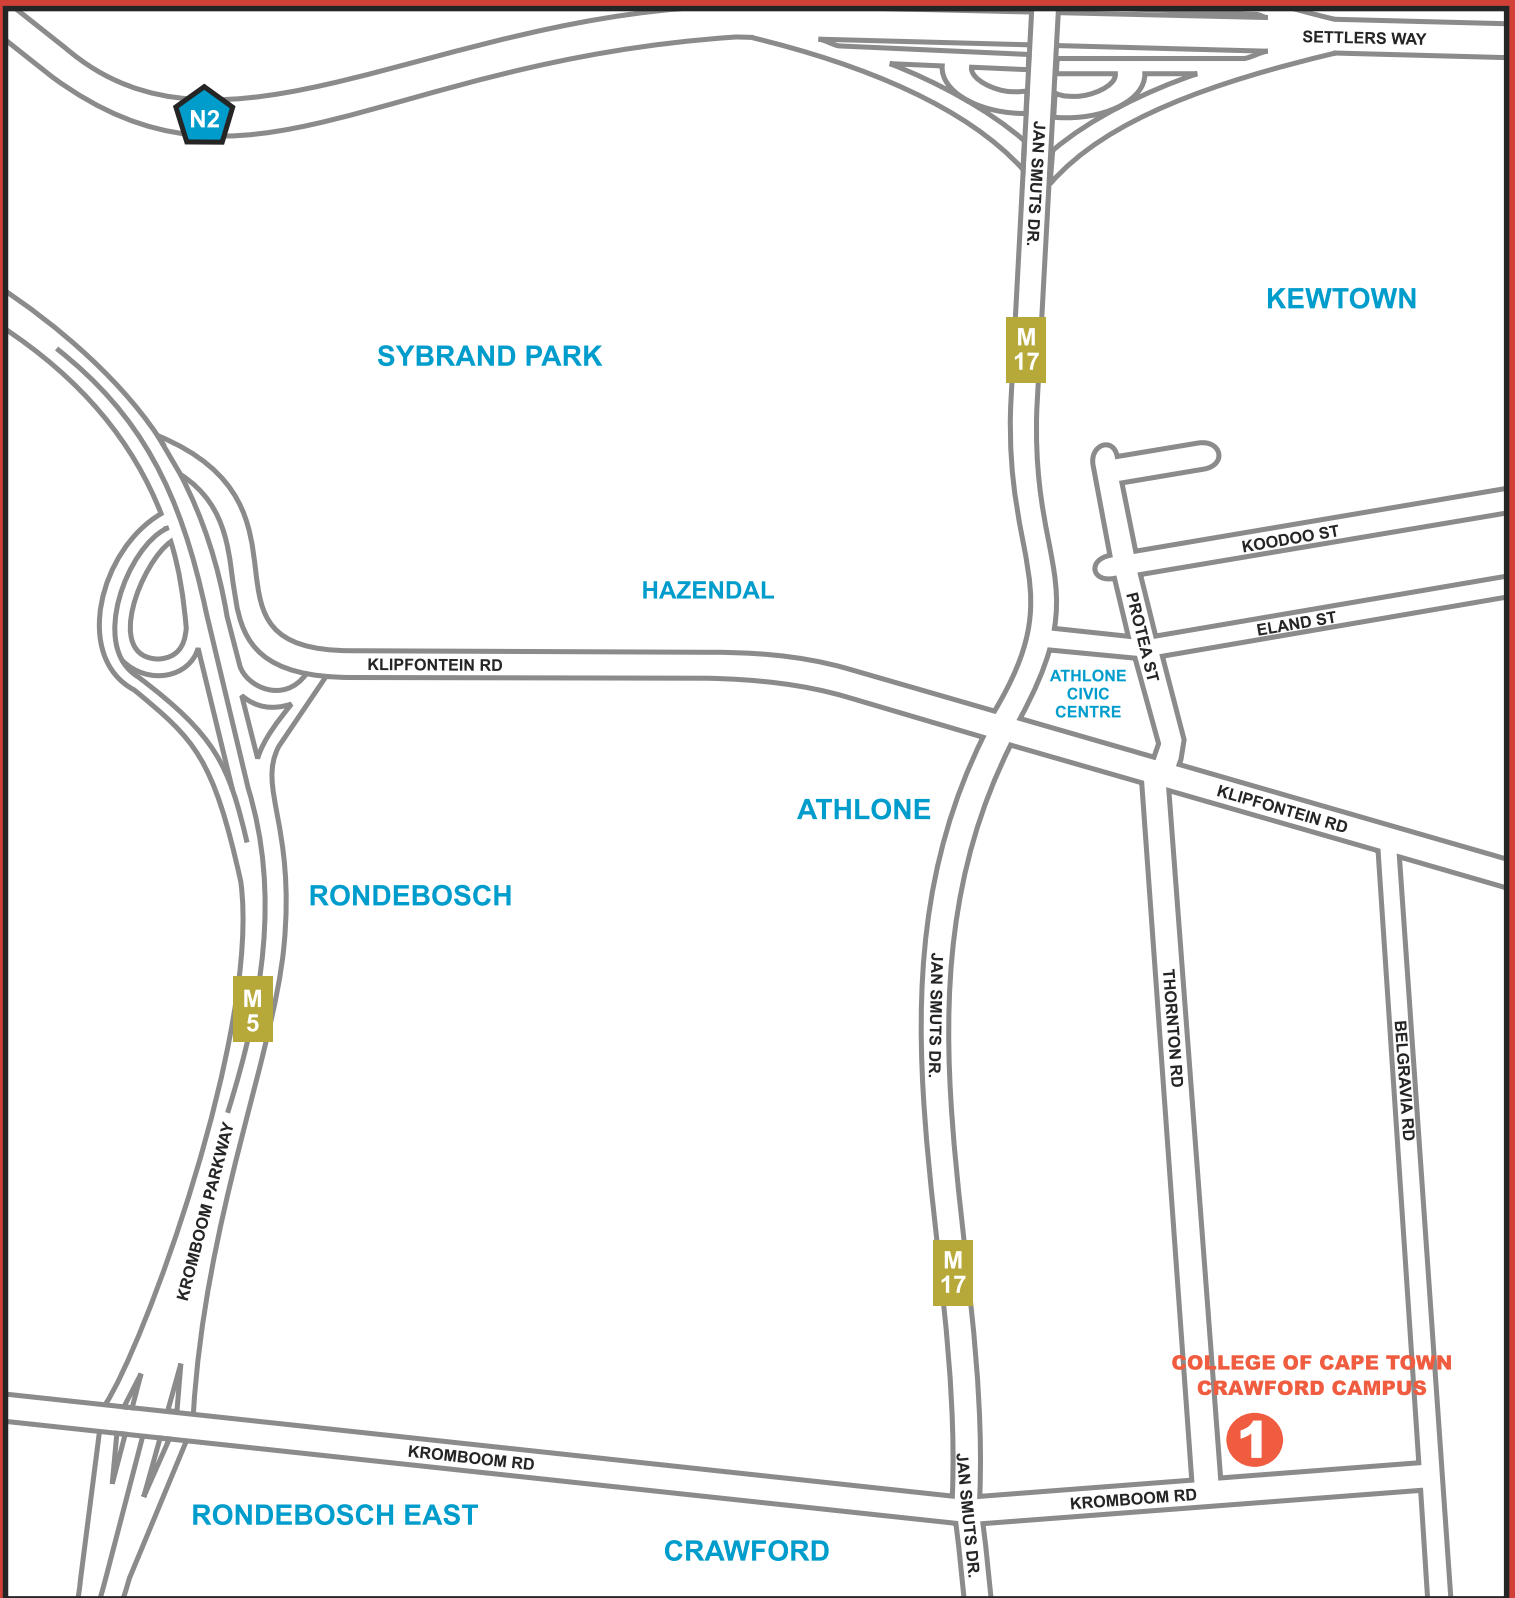 SETTLERS WAY
N2
JAN SMUTS DR.
KEWTOWN
M
17
SYBRAND PARK
KOODOO ST
HAZENDAL
PROTEA ST
ELAND ST
KLIPFONTEIN RD
ATHLONE
CIVIC
CENTRE
ATHLONE
KLIPFONTEIN RD
RONDEBOSCH
JAN SMUTS DR.
THORNTON RD
M
5
BELGRAVIA RD
KROMBOOM PARKWAY
M
17
COLLEGE OF CAPE TOWN
CRAWFORD CAMPUS
1
KROMBOOM RD
JAN SMUTS DR.
KROMBOOM RD
RONDEBOSCH EAST
CRAWFORD